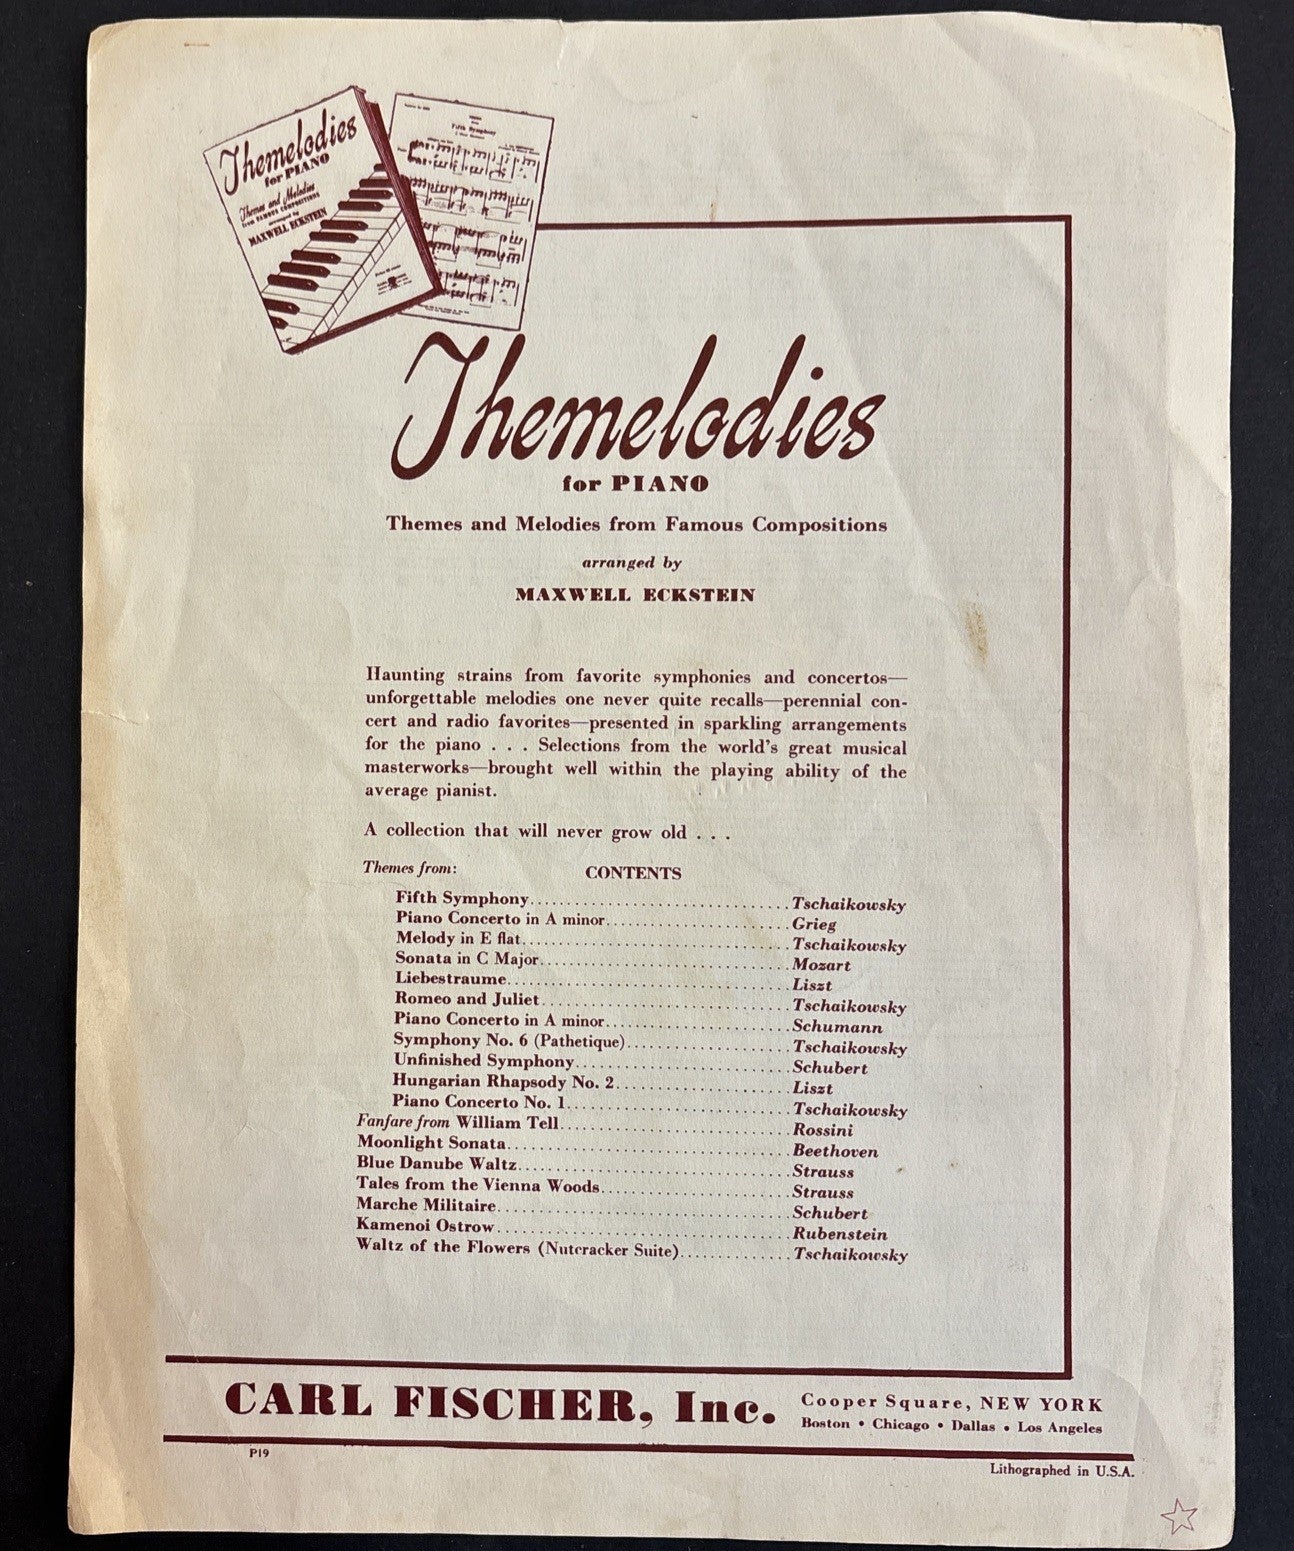 Themelodies
for PIANO
Themes and Melodies
from FAMOUS COMPOSITIONS
arranged by
MAXWELL ECKSTEIN
Fifth Symphony
Themelodies
for PIANO
Themes and Melodies from Famous Compositions
arranged by
MAXWELL ECKSTEIN
Haunting strains from favorite symphonies and concertos—
unforgettable melodies one never quite recalls—perennial con-
cert and radio favorites—presented in sparkling arrangements
for the piano . . . Selections from the world's great musical
masterworks—brought well within the playing ability of the
average pianist.
A collection that will never grow old . . .
Themes from: CONTENTS
Fifth Symphony Tschaikowsky
Piano Concerto in A minor Grieg
Melody in E flat Tschaikowsky
Sonata in C Major Mozart
Liebestraume Liszt
Romeo and Juliet Tschaikowsky
Piano Concerto in A minor Schumann
Symphony No. 6 (Pathetique) Tschaikowsky
Unfinished Symphony Schubert
Hungarian Rhapsody No. 2 Liszt
Piano Concerto No. 1 Tschaikowsky
Fanfare from William Tell Rossini
Moonlight Sonata Beethoven
Blue Danube Waltz Strauss
Tales from the Vienna Woods Strauss
Marche Militaire Schubert
Kamenoi Ostrow Rubenstein
Waltz of the Flowers (Nutcracker Suite) Tschaikowsky
CARL FISCHER, Inc. Cooper Square, NEW YORK
Boston • Chicago • Dallas • Los Angeles
P19
Lithographed in U.S.A.